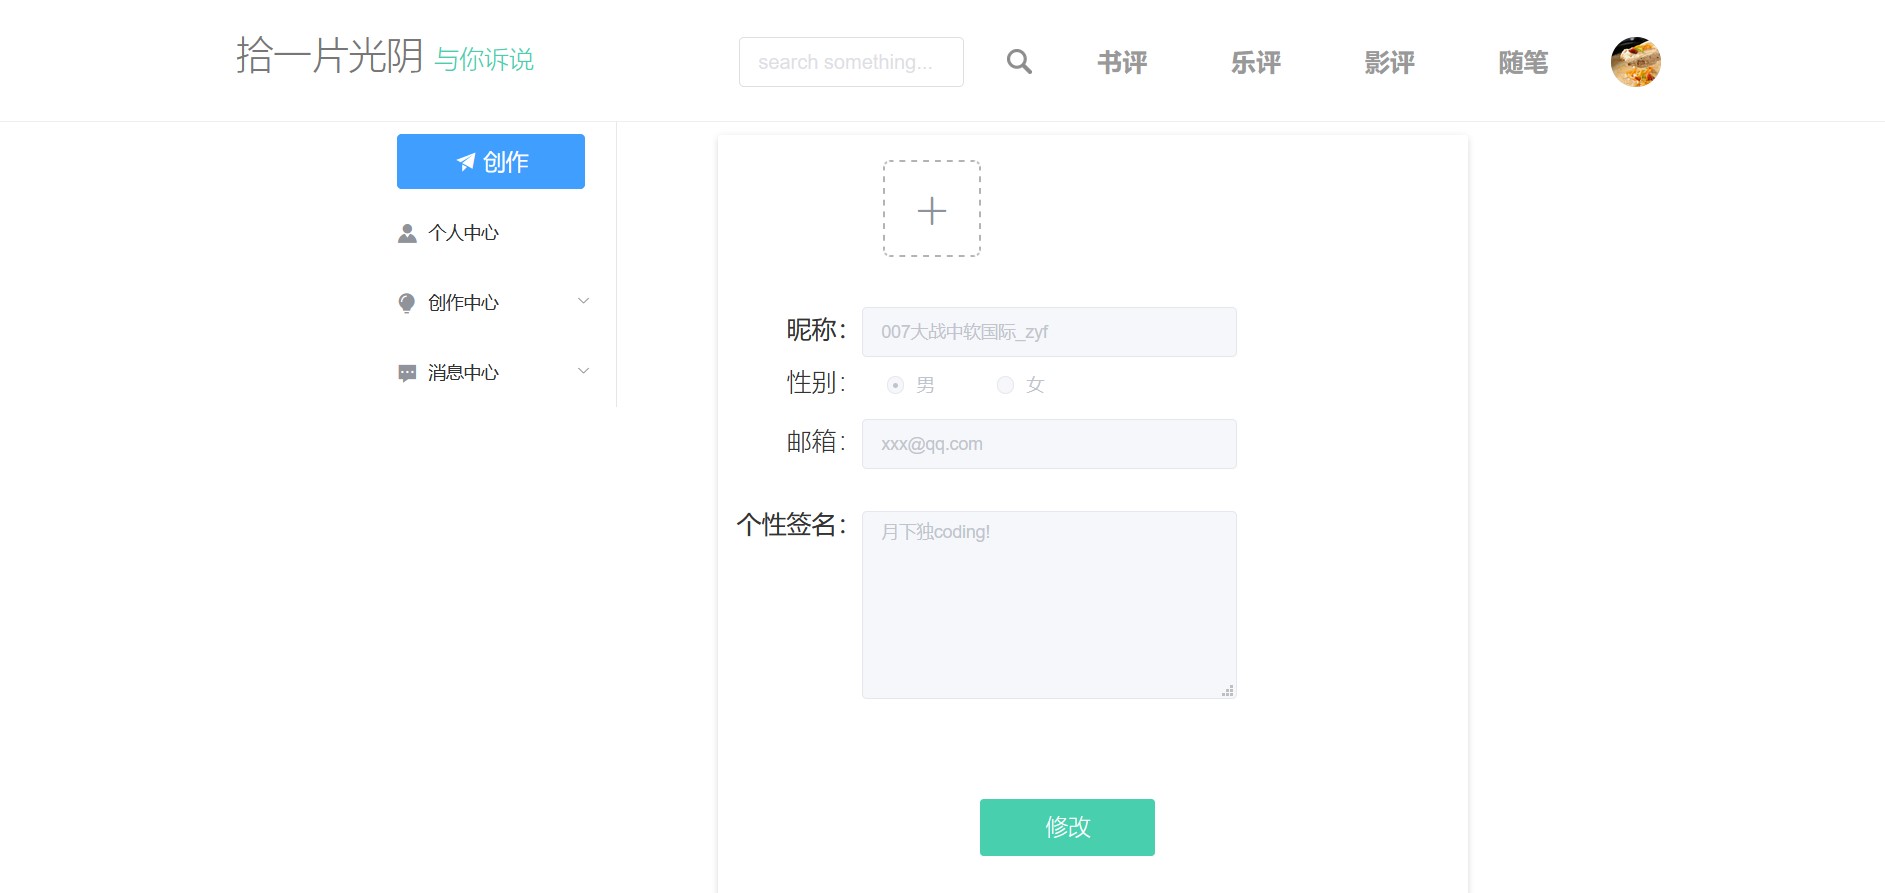 拾一片光阴 与你诉说
search something...
书评
乐评
影评
随笔
创作
个人中心
创作中心
消息中心
昵称：
007大战中软国际_zyf
性别：
男
女
邮箱：
xxx@qq.com
个性签名：
月下独coding!
修改